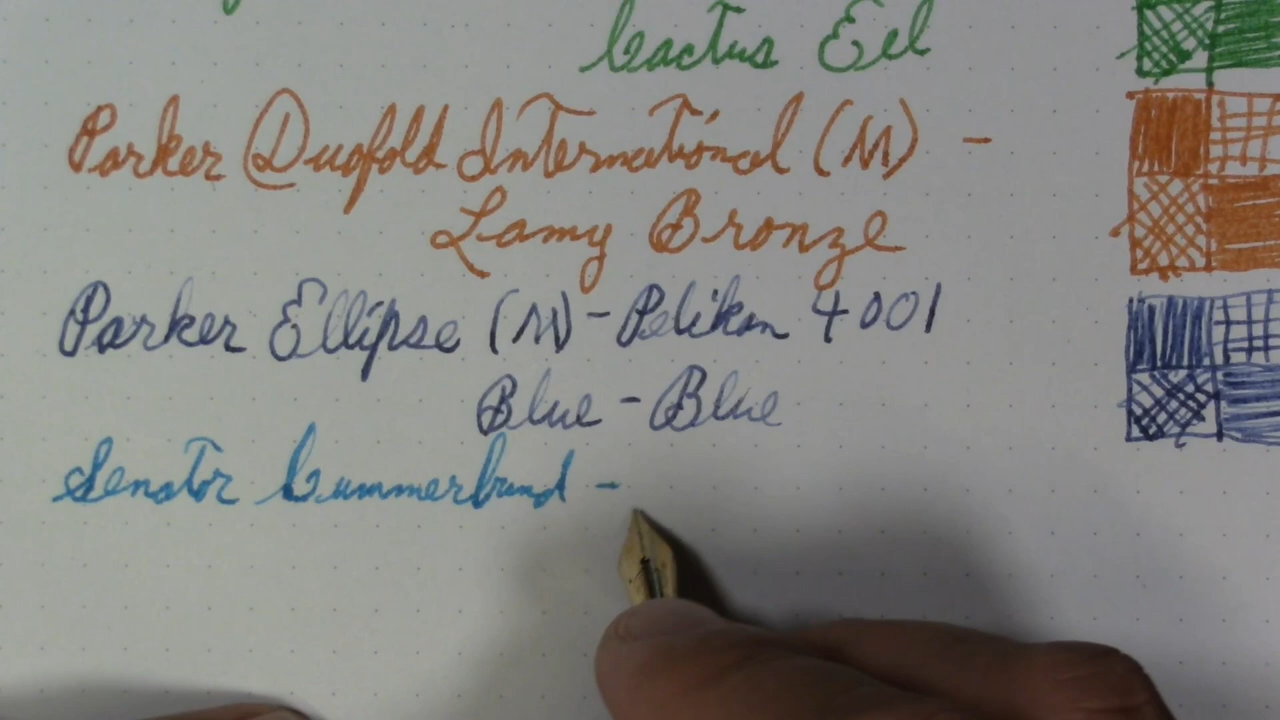 Cactus Eel
Parker Duofold International (M) -
Lamy Bronze
Parker Ellipse (M) - Pelikan 4001
Blue - Blue
Senator Cummerbund -